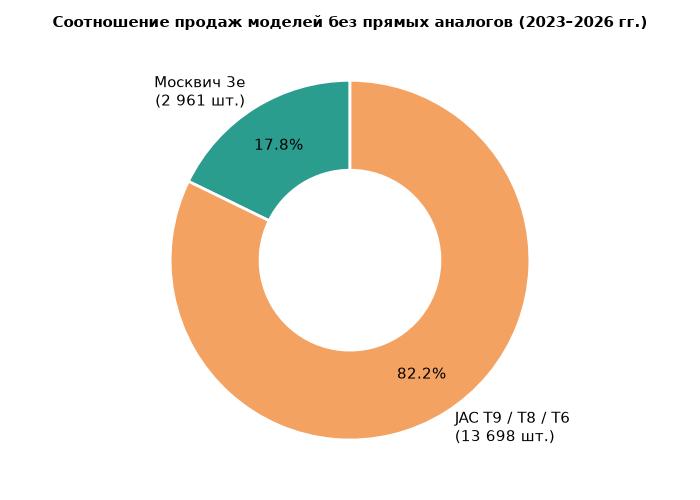 Соотношение продаж моделей без прямых аналогов (2023–2026 гг.)
Москвич 3е
(2 961 шт.)
17.8%
82.2%
JAC T9 / T8 / T6
(13 698 шт.)